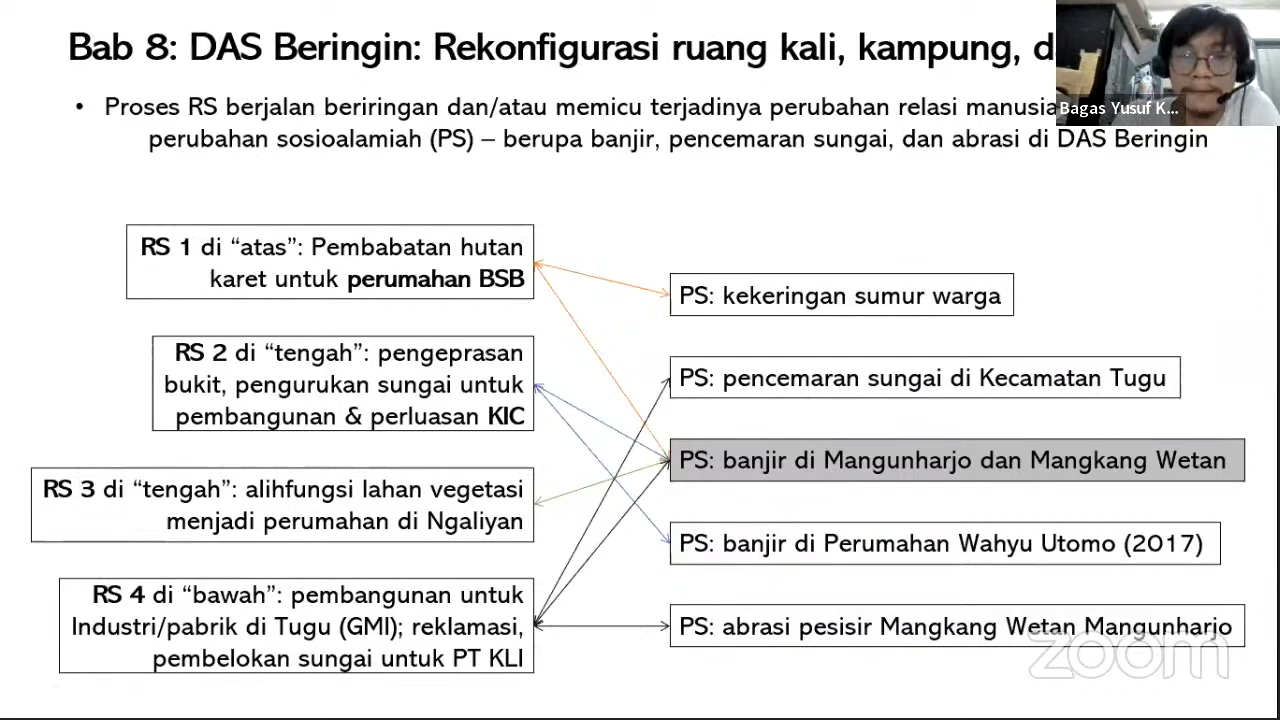 Bab 8: DAS Beringin: Rekonfigurasi ruang kali, kampung, d
Bagas Yusuf K...
• Proses RS berjalan beriringan dan/atau memicu terjadinya perubahan relasi manusia
perubahan sosioalamiah (PS) – berupa banjir, pencemaran sungai, dan abrasi di DAS Beringin
RS 1 di “atas”: Pembabatan hutan
karet untuk perumahan BSB
PS: kekeringan sumur warga
RS 2 di “tengah”: pengeprasan
bukit, pengurukan sungai untuk
pembangunan & perluasan KIC
PS: pencemaran sungai di Kecamatan Tugu
PS: banjir di Mangunharjo dan Mangkang Wetan
RS 3 di “tengah”: alihfungsi lahan vegetasi
menjadi perumahan di Ngaliyan
PS: banjir di Perumahan Wahyu Utomo (2017)
RS 4 di “bawah”: pembangunan untuk
Industri/pabrik di Tugu (GMI); reklamasi,
pembelokan sungai untuk PT KLI
PS: abrasi pesisir Mangkang Wetan Mangunharjo
zoom